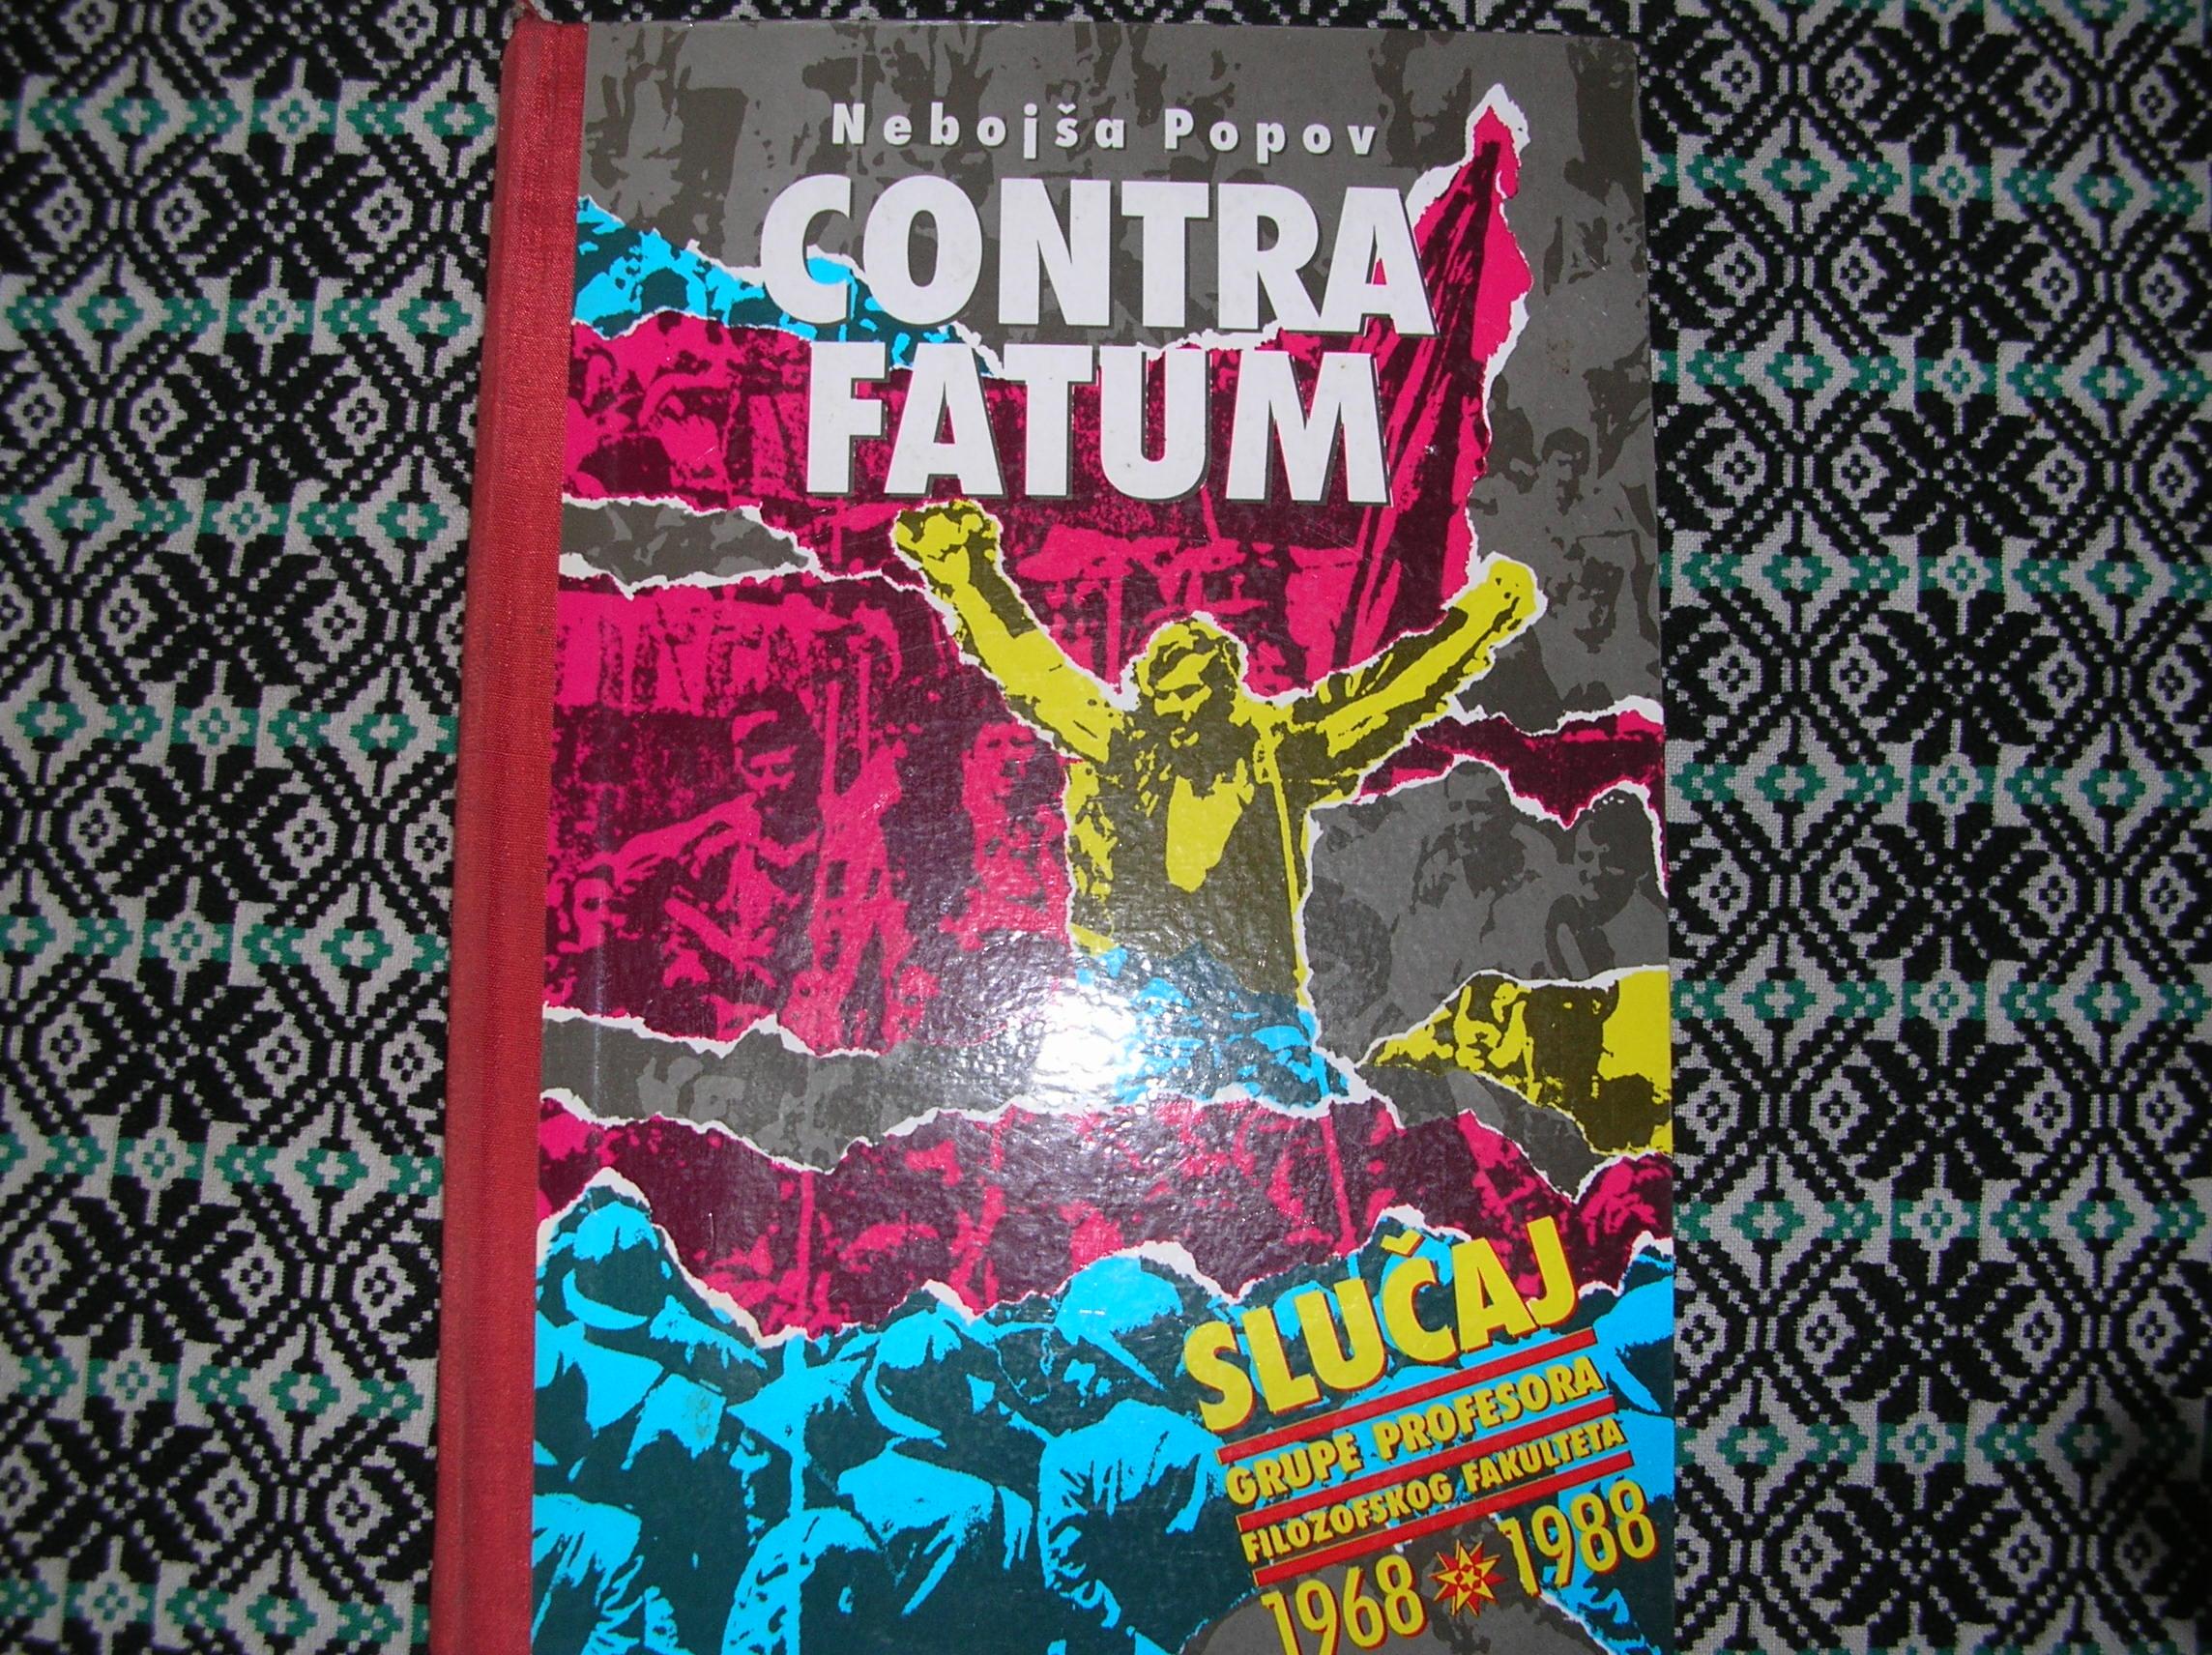 Nebojša Popov
CONTRA
FATUM
SLUČAJ
GRUPE PROFESORA
FILOZOFSKOG FAKULTETA
1968 1988